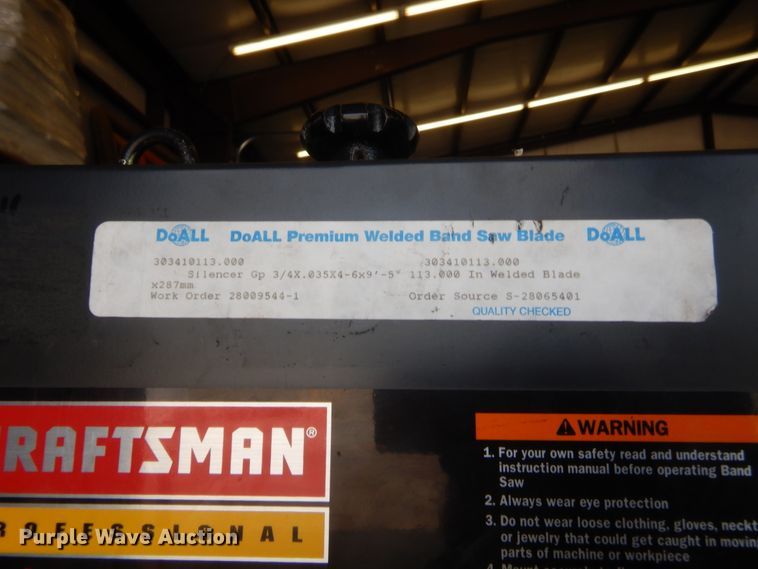 DoALL DoALL Premium Welded Band Saw Blade DoALL
303410113.000 303410113.000
Silencer Gp 3/4X.035X4-6x9'-5" 113.000 In Welded Blade
x287mm
Work Order 28009544-1 Order Source S-28065401
QUALITY CHECKED
CRAFTSMAN®
PROFESSIONAL
WARNING
1. For your own safety read and understand
instruction manual before operating Band
Saw
2. Always wear eye protection
3. Do not wear loose clothing, gloves, neckt
or jewelry that could get caught in movin
parts of machine or workpiece
Purple Wave Auction